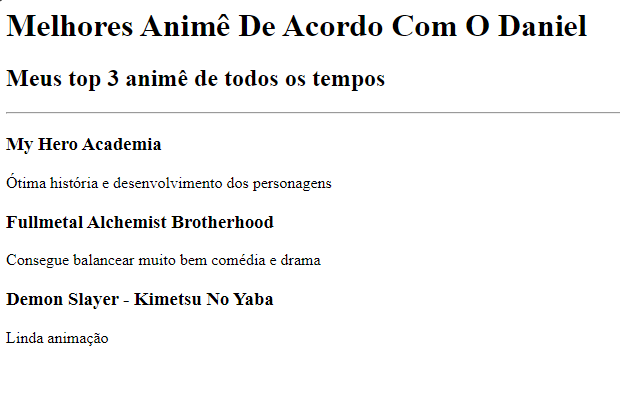 Melhores Animê De Acordo Com O Daniel
Meus top 3 animê de todos os tempos
My Hero Academia
Ótima história e desenvolvimento dos personagens
Fullmetal Alchemist Brotherhood
Consegue balancear muito bem comédia e drama
Demon Slayer - Kimetsu No Yaba
Linda animação